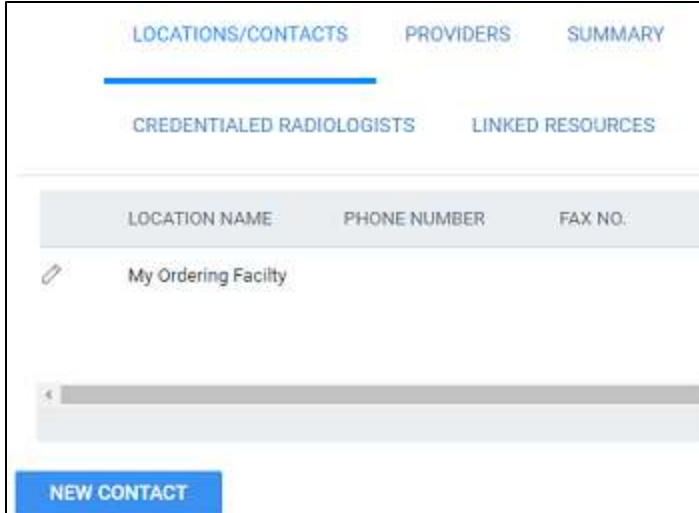 LOCATIONS/CONTACTS PROVIDERS SUMMARY
CREDENTIALED RADIOLOGISTS LINKED RESOURCES
LOCATION NAME PHONE NUMBER FAX NO.
My Ordering Facilty
NEW CONTACT